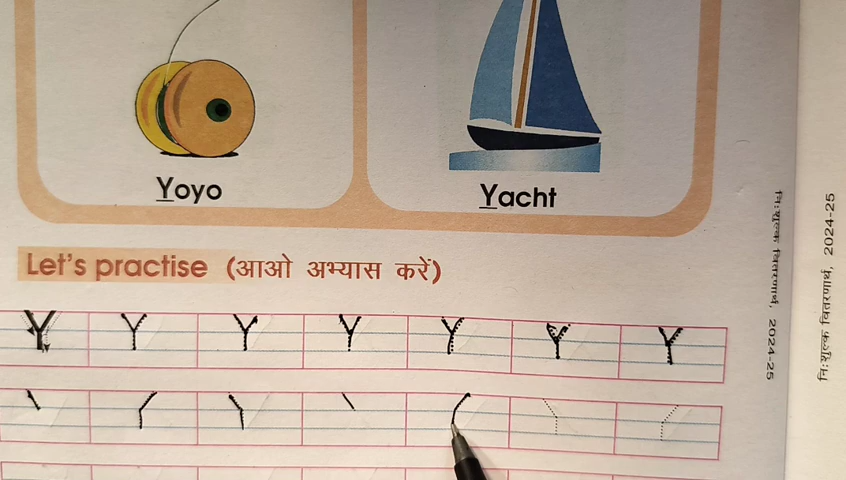 Yoyo
Yacht
Let's practise (आओ अभ्यास करें)
Y Y Y Y Y Y Y
नि:शुल्क वितरणार्थ, 2024-25
नि:शुल्क वितरणार्थ, 2024-25